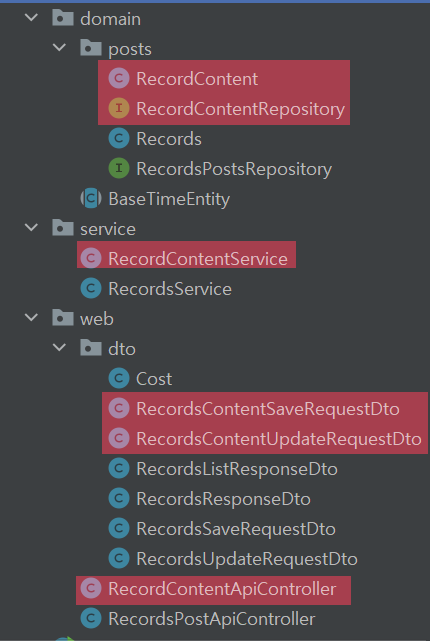 domain
posts
C RecordContent
I RecordContentRepository
C Records
I RecordsPostsRepository
C BaseTimeEntity
service
C RecordContentService
C RecordsService
web
dto
C Cost
C RecordsContentSaveRequestDto
C RecordsContentUpdateRequestDto
C RecordsListResponseDto
C RecordsResponseDto
C RecordsSaveRequestDto
C RecordsUpdateRequestDto
C RecordContentApiController
C RecordsPostApiController